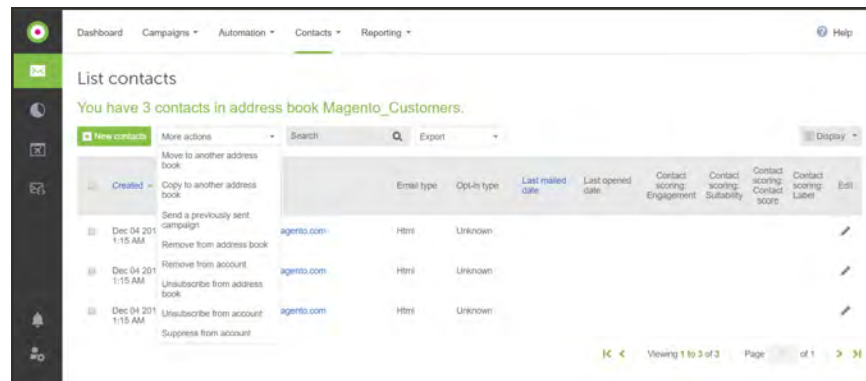 Dashboard Campaigns Automation Contacts Reporting Help
List contacts
You have 3 contacts in address book Magento_Customers.
New contacts More actions Search Export Display
Move to another address
book
Copy to another address
book
Send a previously sent
campaign
Remove from address book
Remove from account
Unsubscribe from address
book
Unsubscribe from account
Suppress from account
Created Email type Opt-in type Last mailed date Last opened date Contact scoring: Engagement Contact scoring: Suitability Contact scoring: Contact score Contact scoring: Label Edit
Dec 04 201 agento.com Html Unknown
1:15 AM
Dec 04 201 agento.com Html Unknown
1:15 AM
Dec 04 201 agento.com Html Unknown
1:15 AM
Viewing 1 to 3 of 3 Page of 1